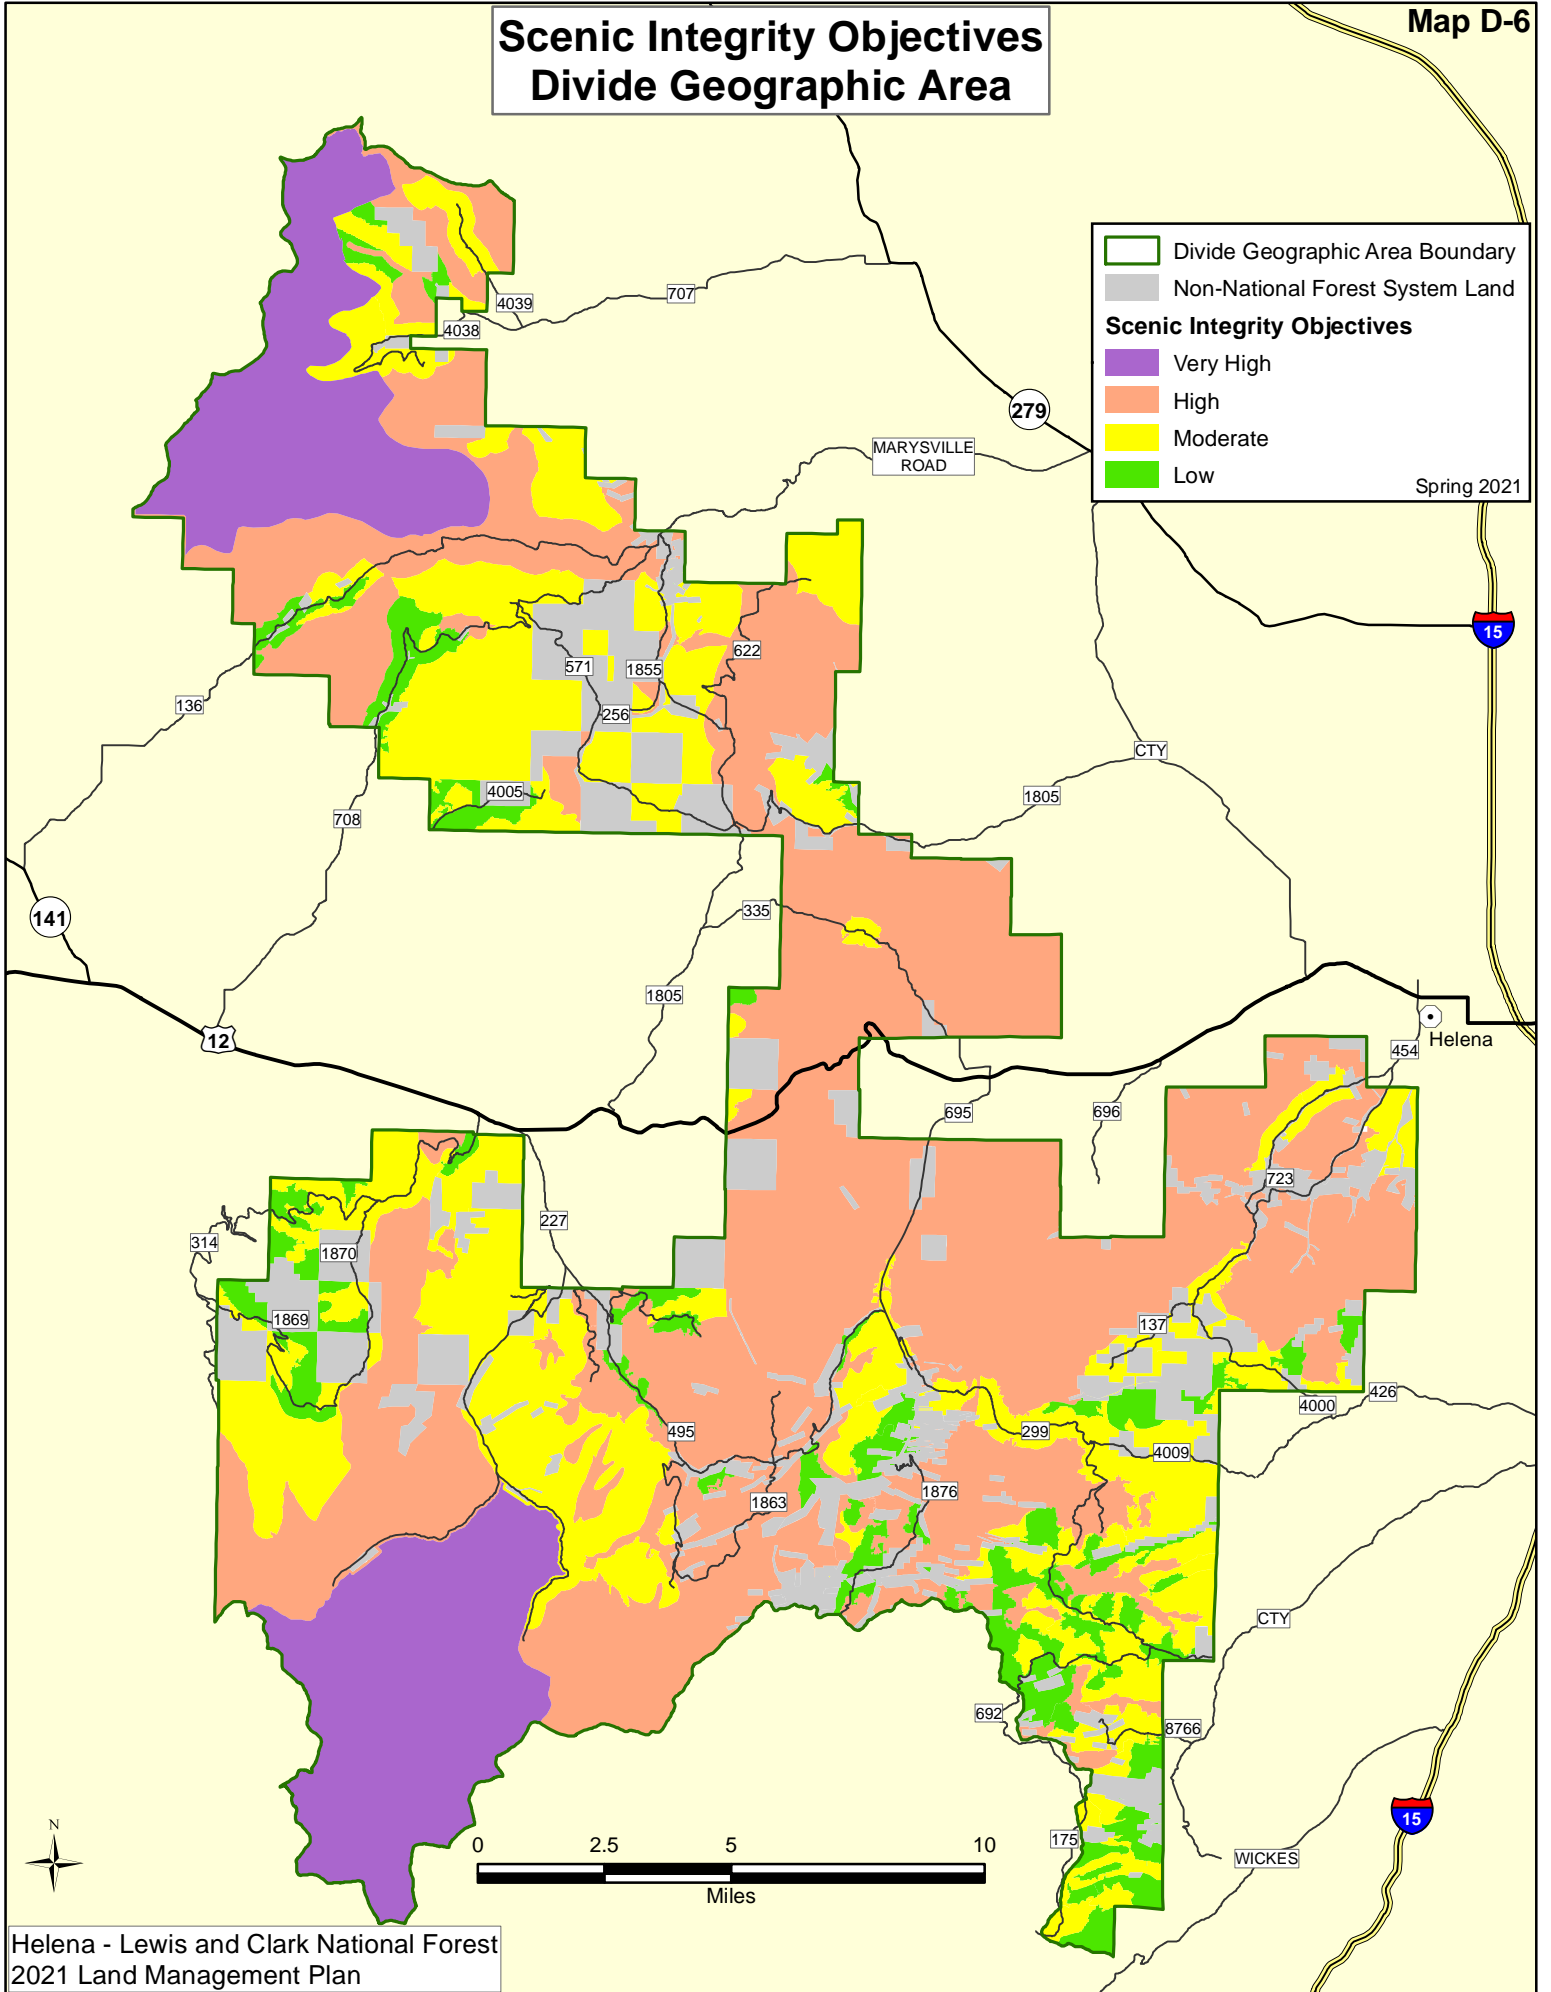 Map D-6
Scenic Integrity Objectives
Divide Geographic Area
Divide Geographic Area Boundary
Non-National Forest System Land
Scenic Integrity Objectives
Very High
High
Moderate
Low
Spring 2021
4039
707
4038
279
MARYSVILLE
ROAD
15
622
571
1855
136
256
CTY
4005
1805
708
335
141
1805
12
Helena
454
695
696
723
227
314
1870
1869
137
426
4000
495
299
4009
1876
1863
CTY
692
8766
15
175
WICKES
N
0
2.5
5
10
Miles
Helena - Lewis and Clark National Forest
2021 Land Management Plan